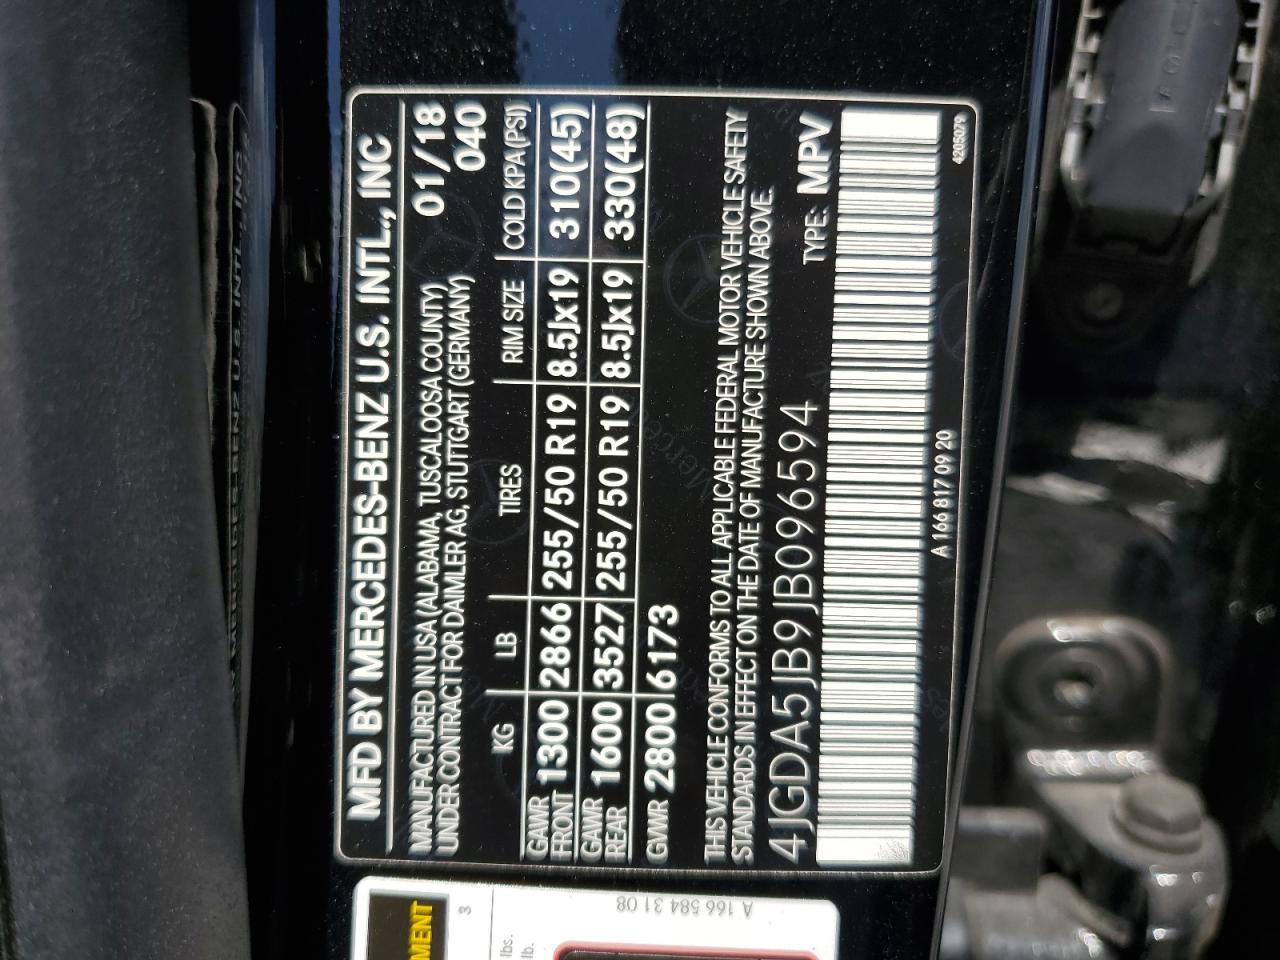 MFD BY MERCEDES-BENZ U.S. INTL., INC
MANUFACTURED IN USA (ALABAMA, TUSCALOOSA COUNTY) 01/18
UNDER CONTRACT FOR DAIMLER AG, STUTTGART (GERMANY) 040
KG LB TIRES RIM SIZE COLD KPA (PSI)
GAWR FRONT 1300 2866 255/50 R19 8.5Jx19 310(45)
GAWR REAR 1600 3527 255/50 R19 8.5Jx19 330(48)
GVWR 2800 6173
THIS VEHICLE CONFORMS TO ALL APPLICABLE FEDERAL MOTOR VEHICLE SAFETY
STANDARDS IN EFFECT ON THE DATE OF MANUFACTURE SHOWN ABOVE.
4JGDA5JB9JB096594 TYPE: MPV
A 166 817 09 20
4205079
A 166 584 31 08
MENT
3
lbs.
lb.